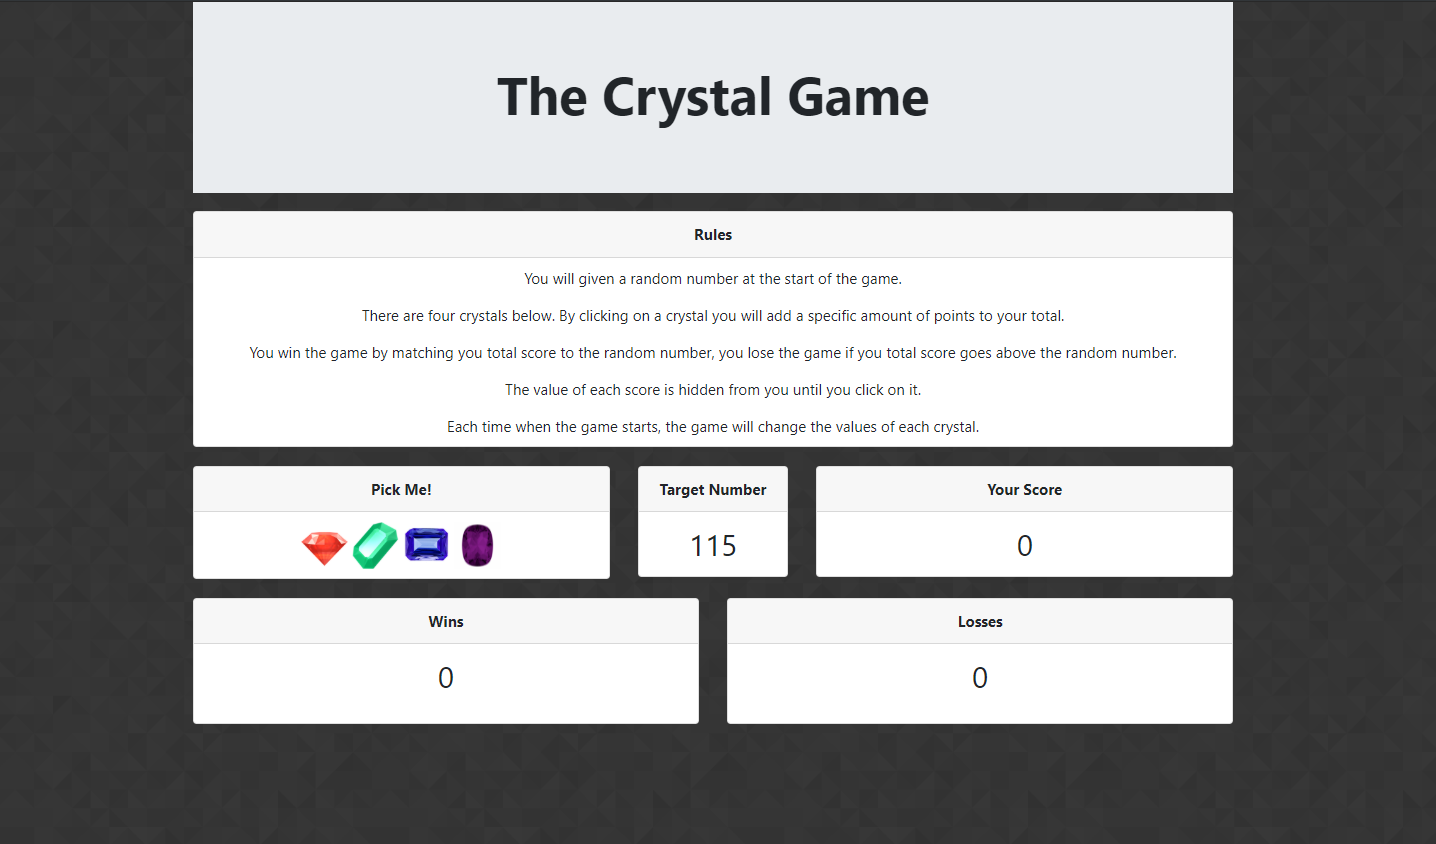 The Crystal Game
Rules
You will given a random number at the start of the game.
There are four crystals below. By clicking on a crystal you will add a specific amount of points to your total.
You win the game by matching you total score to the random number, you lose the game if you total score goes above the random number.
The value of each score is hidden from you until you click on it.
Each time when the game starts, the game will change the values of each crystal.
Pick Me!
Target Number
115
Your Score
0
Wins
0
Losses
0